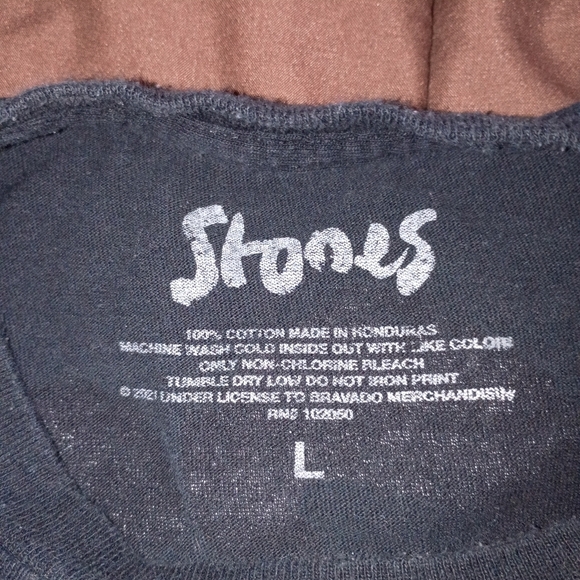 Stones
100% COTTON MADE IN HONDURAS
MACHINE WASH COLD INSIDE OUT WITH LIKE COLORS
ONLY NON-CHLORINE BLEACH
TUMBLE DRY LOW DO NOT IRON PRINT
© 2021 UNDER LICENSE TO BRAVADO MERCHANDISIN
RN# 102050
L